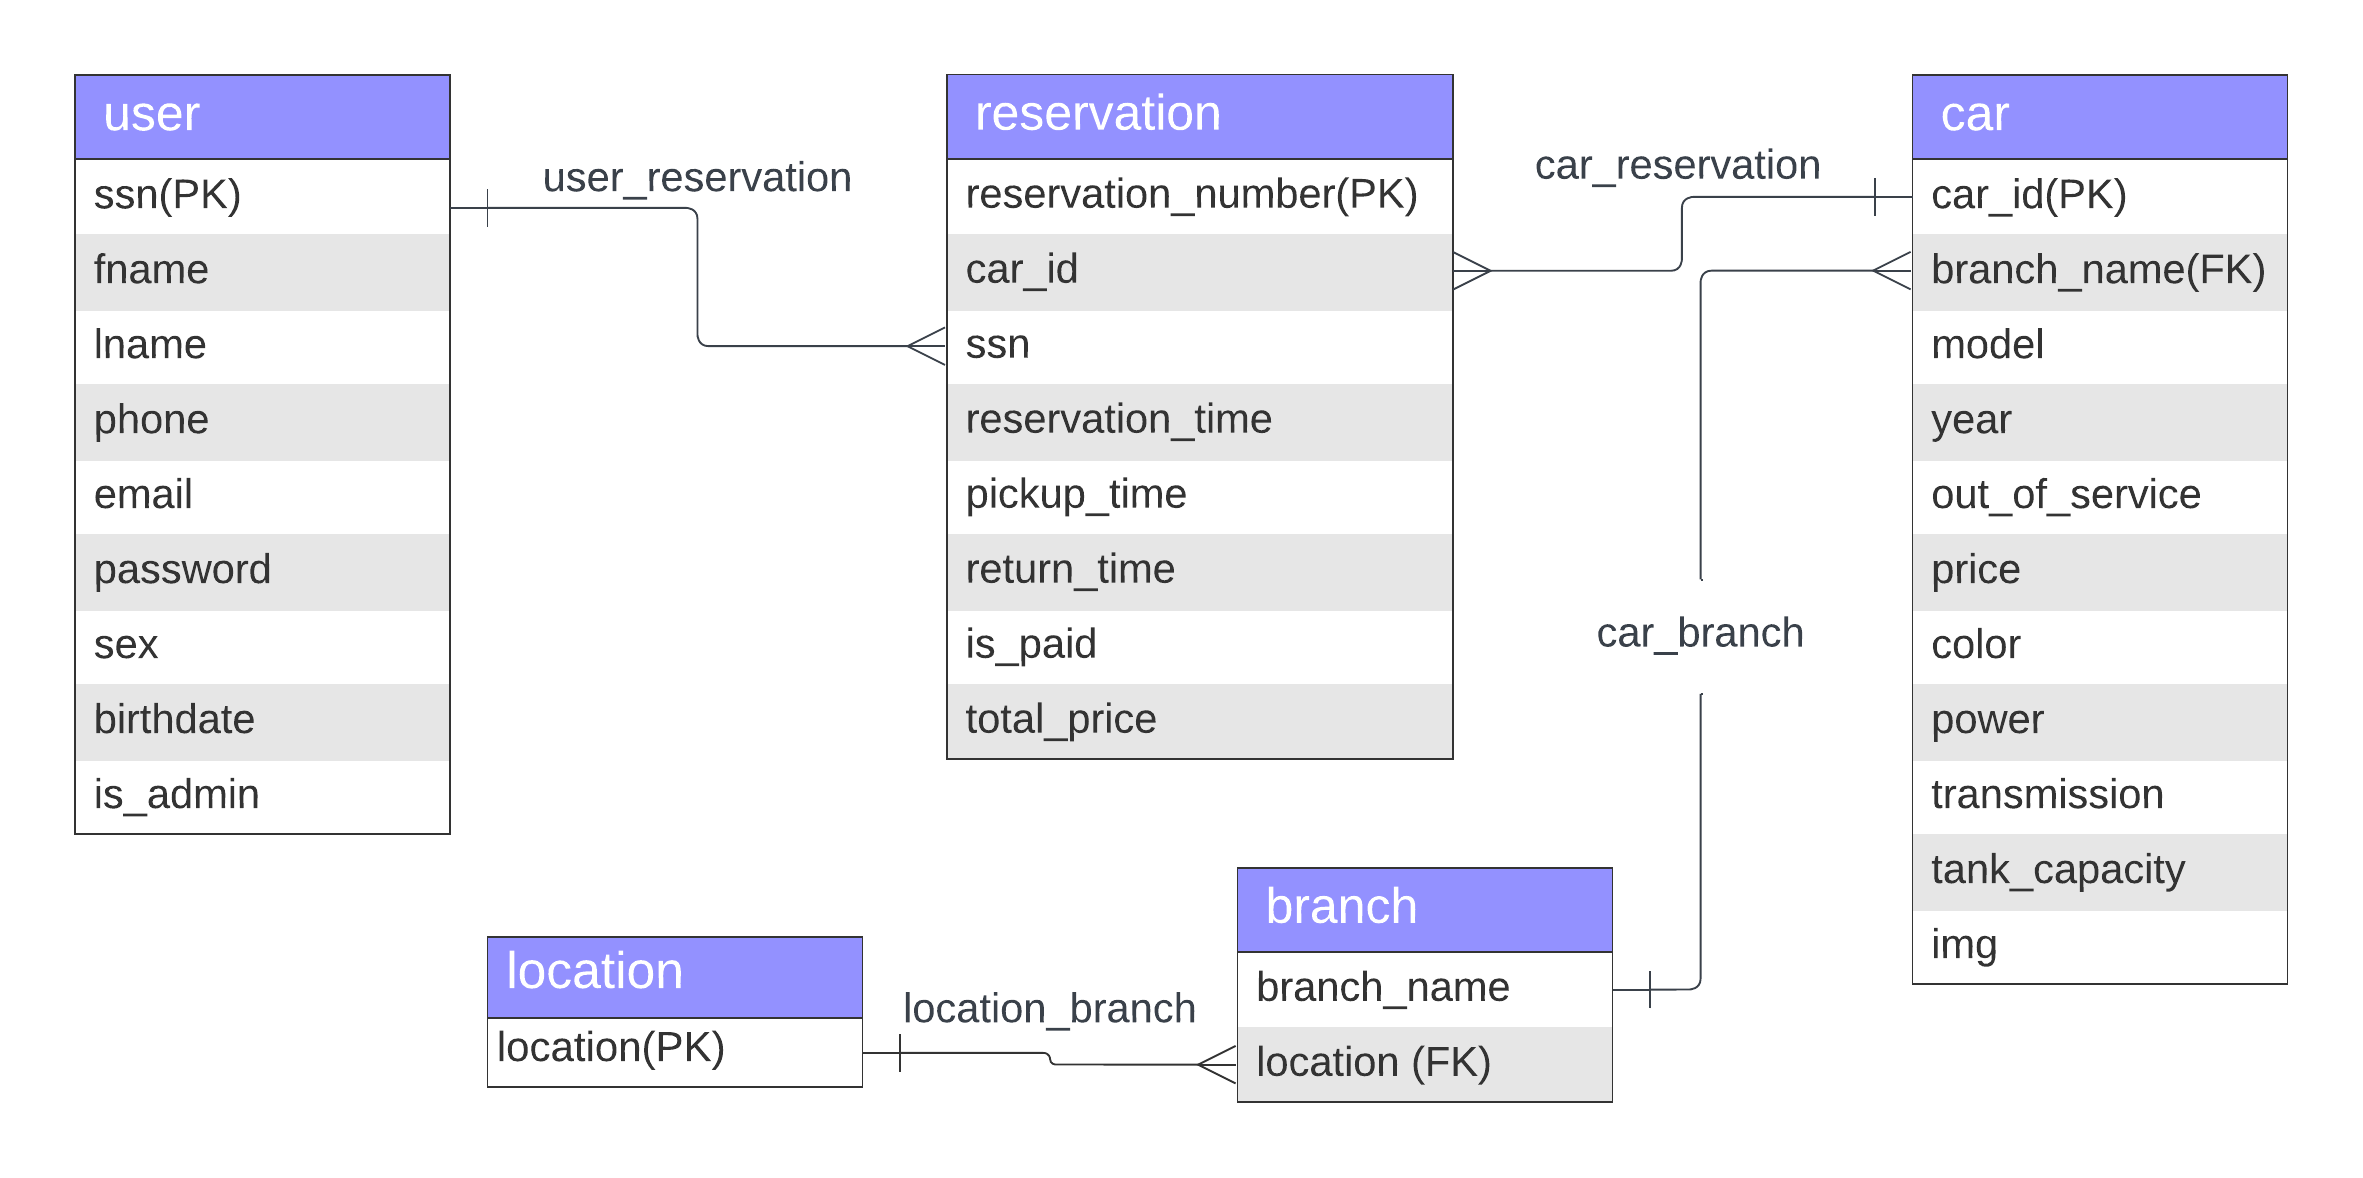 user
ssn(PK)
fname
lname
phone
email
password
sex
birthdate
is_admin
user_reservation
reservation
reservation_number(PK)
car_id
ssn
reservation_time
pickup_time
return_time
is_paid
total_price
car_reservation
car
car_id(PK)
branch_name(FK)
model
year
out_of_service
price
color
power
transmission
tank_capacity
img
car_branch
location
location(PK)
location_branch
branch
branch_name
location (FK)